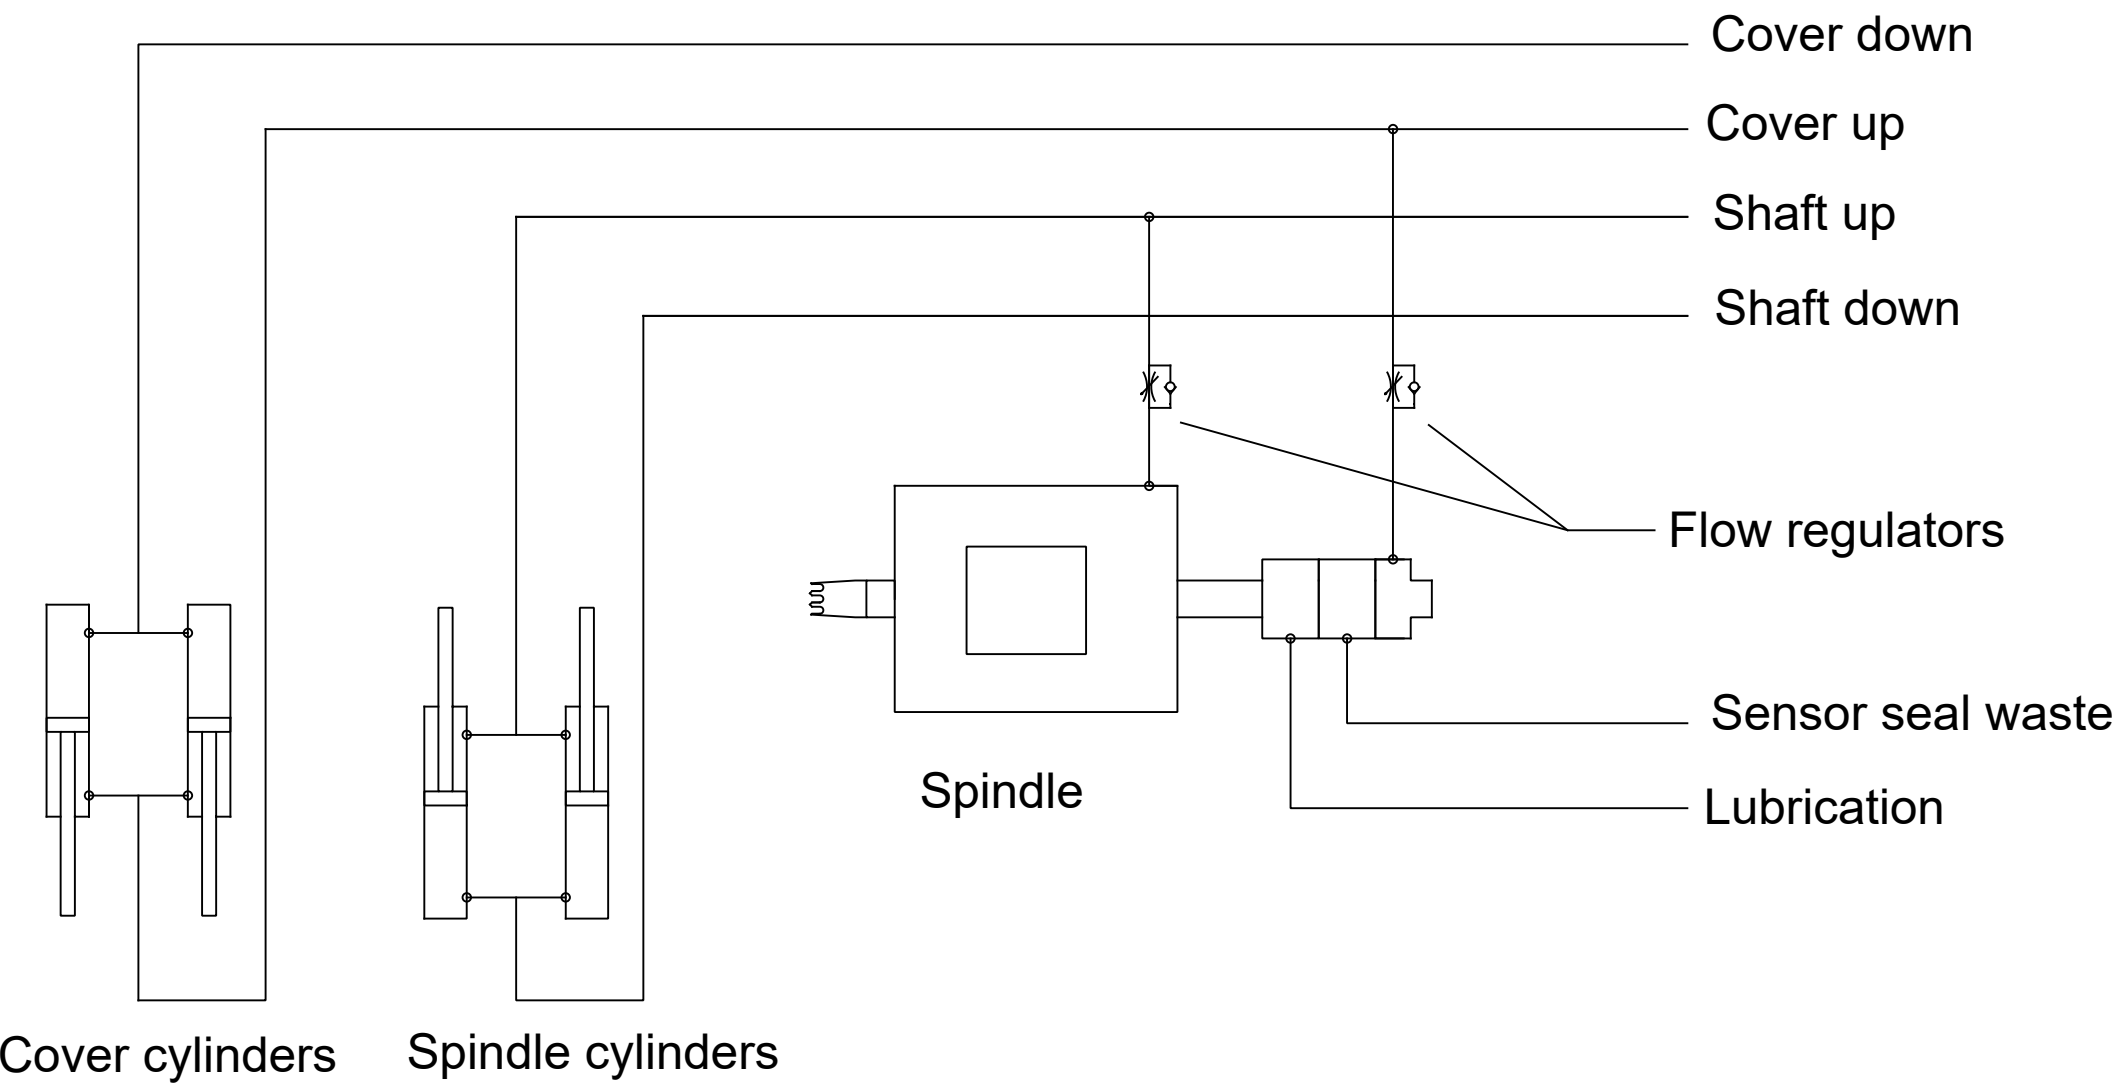 Cover down
Cover up
Shaft up
Shaft down
Flow regulators
Sensor seal waste
Spindle
Lubrication
Cover cylinders
Spindle cylinders